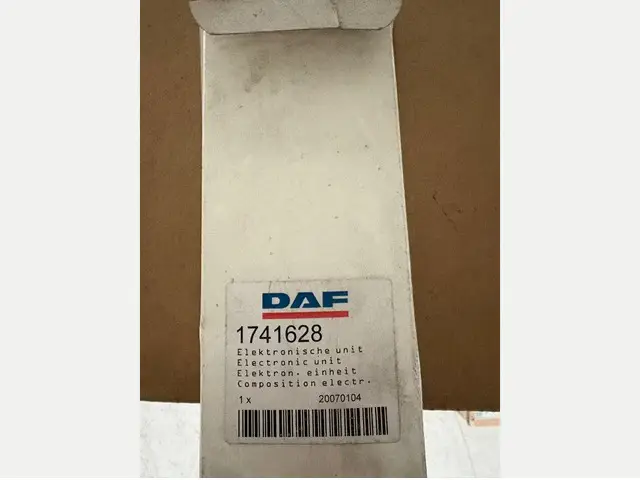 DAF
1741628
Elektronische unit
Electronic unit
Elektron. einheit
Composition electr.
1 x 20070104